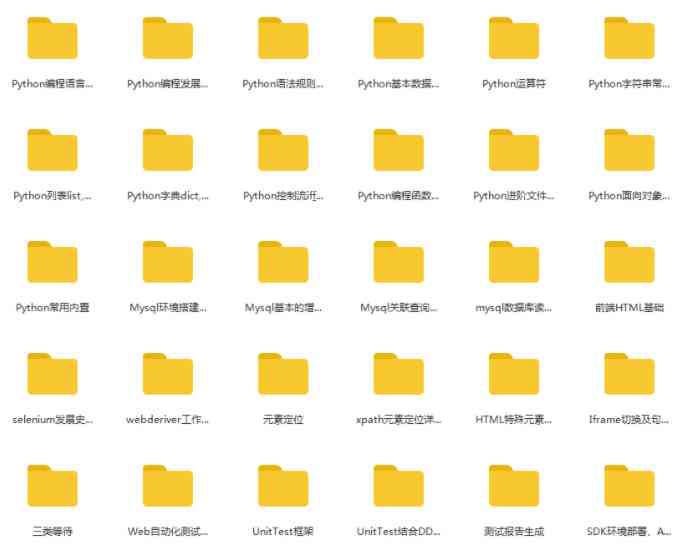 Python编程语言...
Python编程发展...
Python语法规则...
Python基本数据...
Python运算符
Python字符串常...
Python列表list,...
Python字典dict,...
Python控制流讲...
Python编程函数...
Python进阶文件...
Python面向对象...
Python常用内置
Mysql环境搭建...
Mysql基本的增...
Mysql关联查询...
mysql数据库读...
前端HTML基础
selenium发展史...
webderiver工作...
元素定位
xpath元素定位详...
HTML特殊元素...
Iframe切换及句...
三类等待
Web自动化测试...
UnitTest框架
UnitTest结合DD...
测试报告生成
SDK环境部署、A...